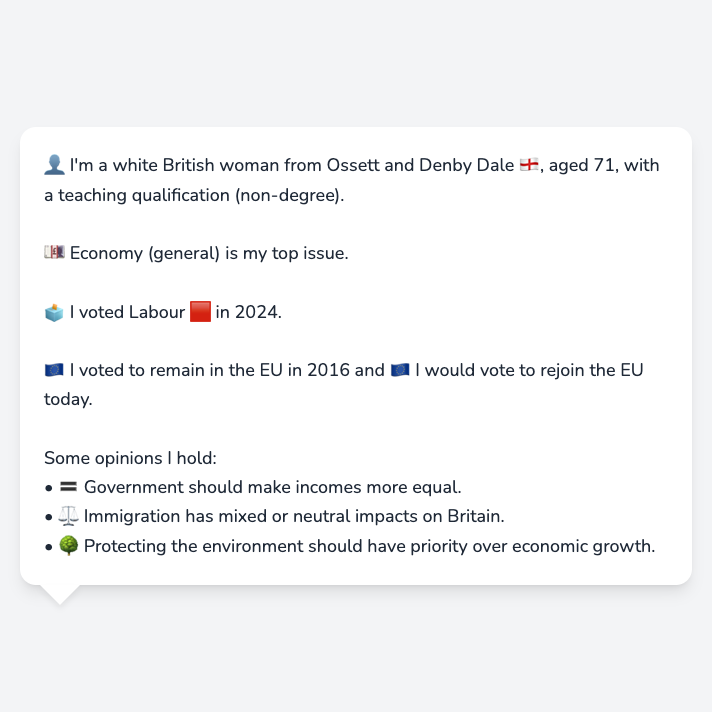 👤 I'm a white British woman from Ossett and Denby Dale 🏴󠁧󠁢󠁥󠁮󠁧󠁿, aged 71, with
a teaching qualification (non-degree).
💷 Economy (general) is my top issue.
🗳️ I voted Labour 🟥 in 2024.
🇪🇺 I voted to remain in the EU in 2016 and 🇪🇺 I would vote to rejoin the EU
today.
Some opinions I hold:
• 🟰 Government should make incomes more equal.
• ⚖️ Immigration has mixed or neutral impacts on Britain.
• 🌳 Protecting the environment should have priority over economic growth.